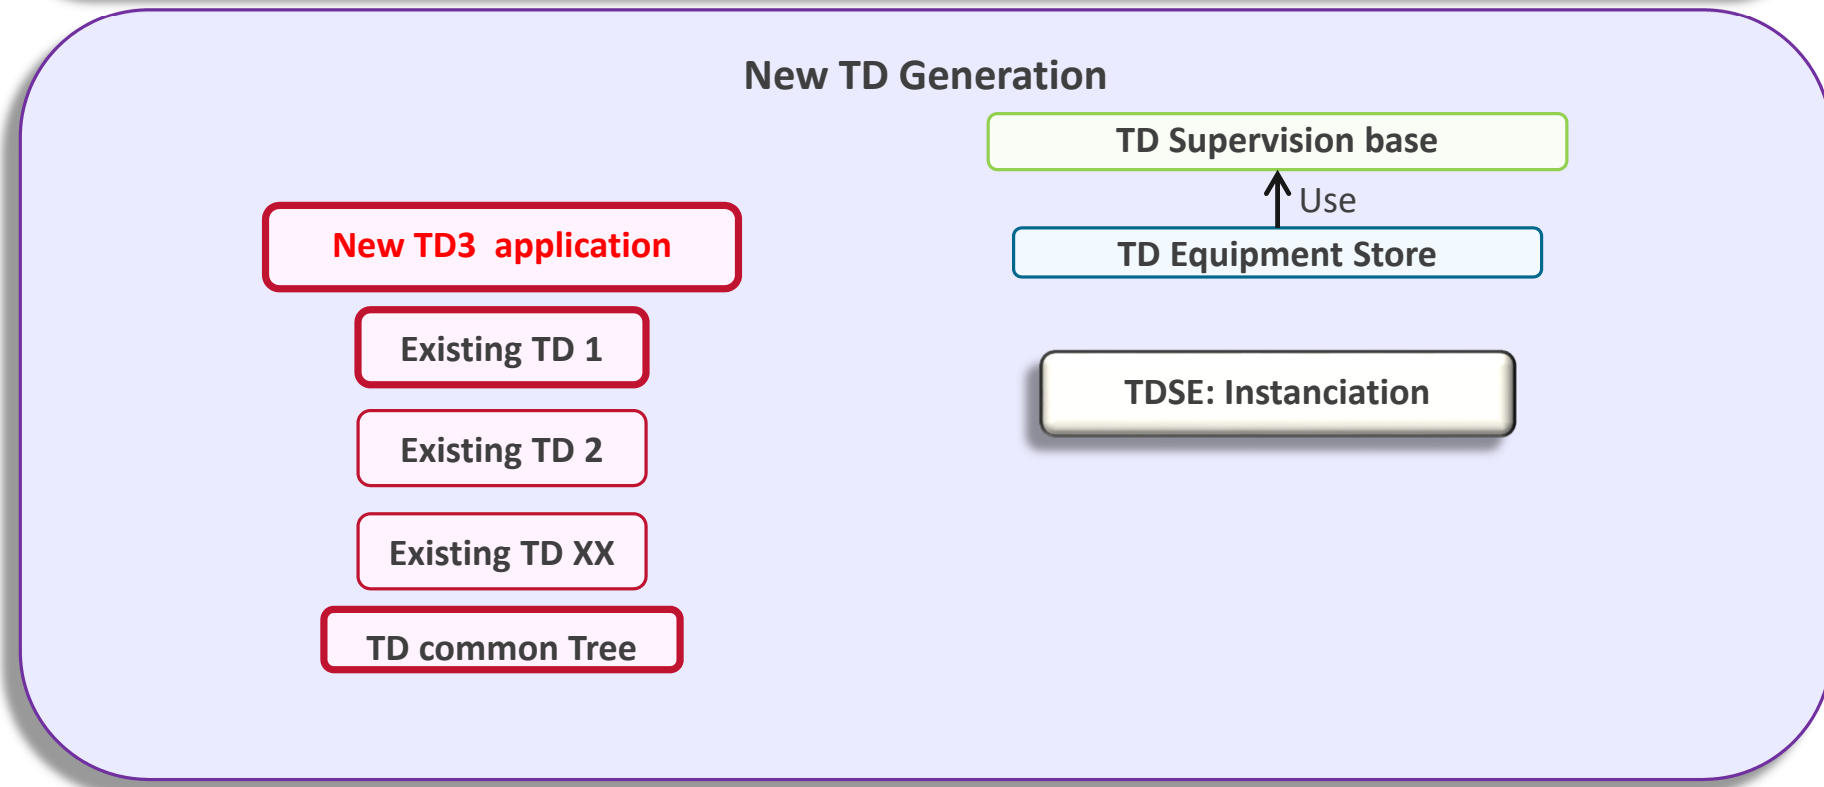 New TD Generation
TD Supervision base
Use
TD Equipment Store
TDSE: Instanciation
New TD3  application
Existing TD 1
Existing TD 2
Existing TD XX
TD common Tree